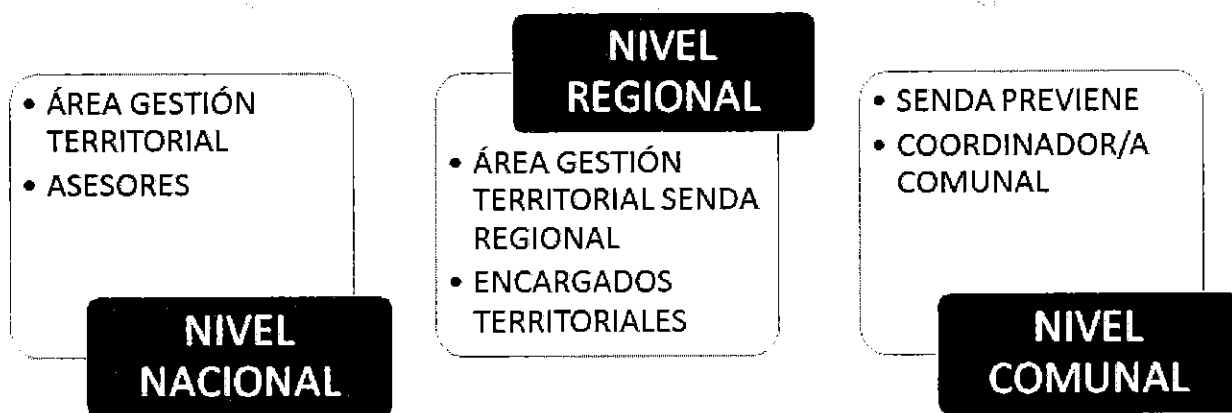 • ÁREA GESTIÓN
TERRITORIAL
• ASESORES
NIVEL
NACIONAL
NIVEL
REGIONAL
• ÁREA GESTIÓN
TERRITORIAL SENDA
REGIONAL
• ENCARGADOS
TERRITORIALES
• SENDA PREVIENE
• COORDINADOR/A
COMUNAL
NIVEL
COMUNAL